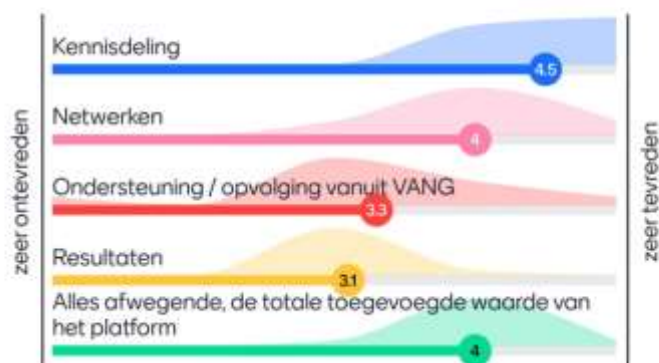 zeer ontevreden
Kennisdeling
4.5
Netwerken
4
Ondersteuning / opvolging vanuit VANG
3.3
Resultaten
3.1
Alles afwegende, de totale toegevoegde waarde van
het platform
4
zeer tevreden